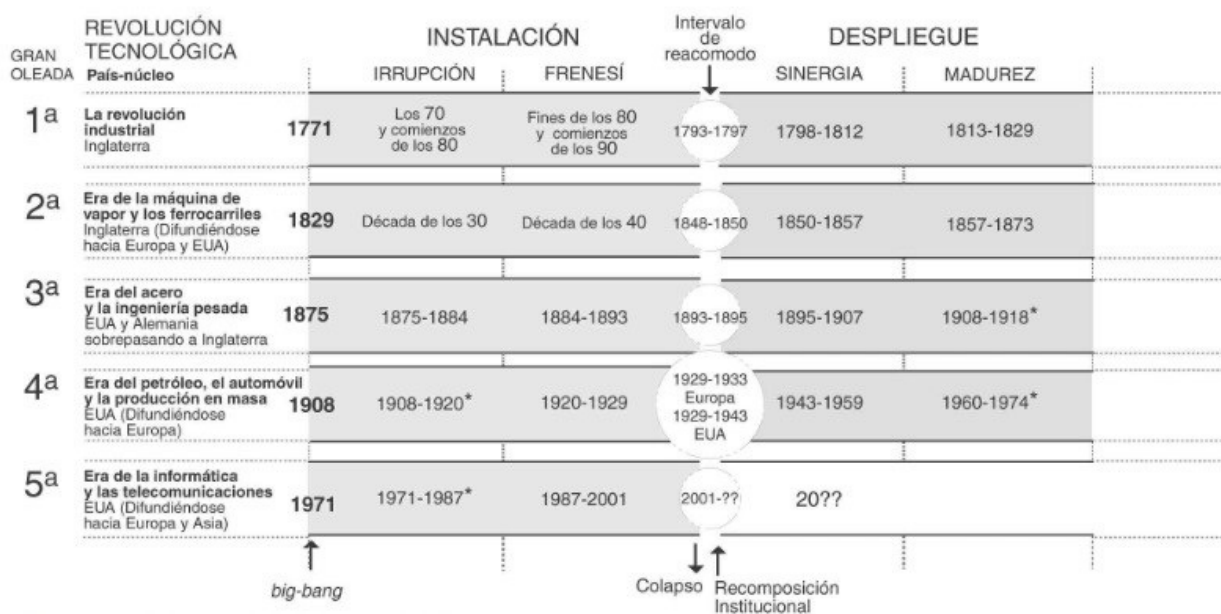 GRAN
OLEADA
REVOLUCIÓN
TECNOLÓGICA
País-núcleo
INSTALACIÓN
IRRUPCIÓN
FRENESÍ
Intervalo
de
reacomodo
DESPLIEGUE
SINERGIA
MADUREZ
1ª
La revolución
industrial
Inglaterra
1771
Los 70
y comienzos
de los 80
Fines de los 80
y comienzos
de los 90
1793-1797
1798-1812
1813-1829
2ª
Era de la máquina de
vapor y los ferrocarriles
Inglaterra (Difundiéndose
hacia Europa y EUA)
1829
Década de los 30
Década de los 40
1848-1850
1850-1857
1857-1873
3ª
Era del acero
y la ingeniería pesada
EUA y Alemania
sobrepasando a Inglaterra
1875
1875-1884
1884-1893
1893-1895
1895-1907
1908-1918*
4ª
Era del petróleo, el automóvil
y la producción en masa
EUA (Difundiéndose
hacia Europa)
1908
1908-1920*
1920-1929
1929-1933
Europa
1929-1943
EUA
1943-1959
1960-1974*
5ª
Era de la informática
y las telecomunicaciones
EUA (Difundiéndose
hacia Europa y Asia)
1971
1971-1987*
1987-2001
2001-??
20??
big-bang
Colapso
Recomposición
Institucional